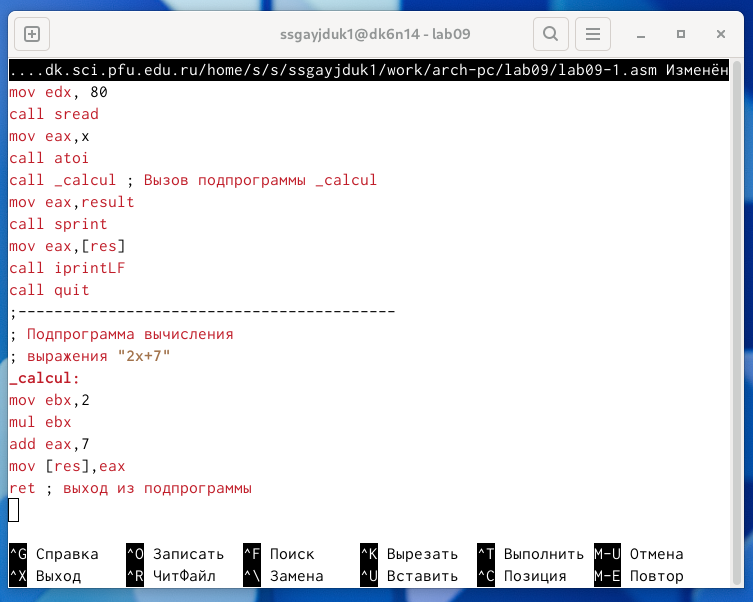 ssgayjduk1@dk6n14 - lab09
....dk.sci.pfu.edu.ru/home/s/s/ssgayjduk1/work/arch-pc/lab09/lab09-1.asm Изменён
mov edx, 80
call sread
mov eax,x
call atoi
call _calcul ; Вызов подпрограммы _calcul
mov eax,result
call sprint
mov eax,[res]
call iprintLF
call quit
;------------------------------------------
; Подпрограмма вычисления
; выражения "2x+7"
_calcul:
mov ebx,2
mul ebx
add eax,7
mov [res],eax
ret ; выход из подпрограммы
^G Справка ^O Записать ^F Поиск ^K Вырезать ^T Выполнить M-U Отмена
^X Выход ^R ЧитФайл ^\ Замена ^U Вставить ^C Позиция M-E Повтор